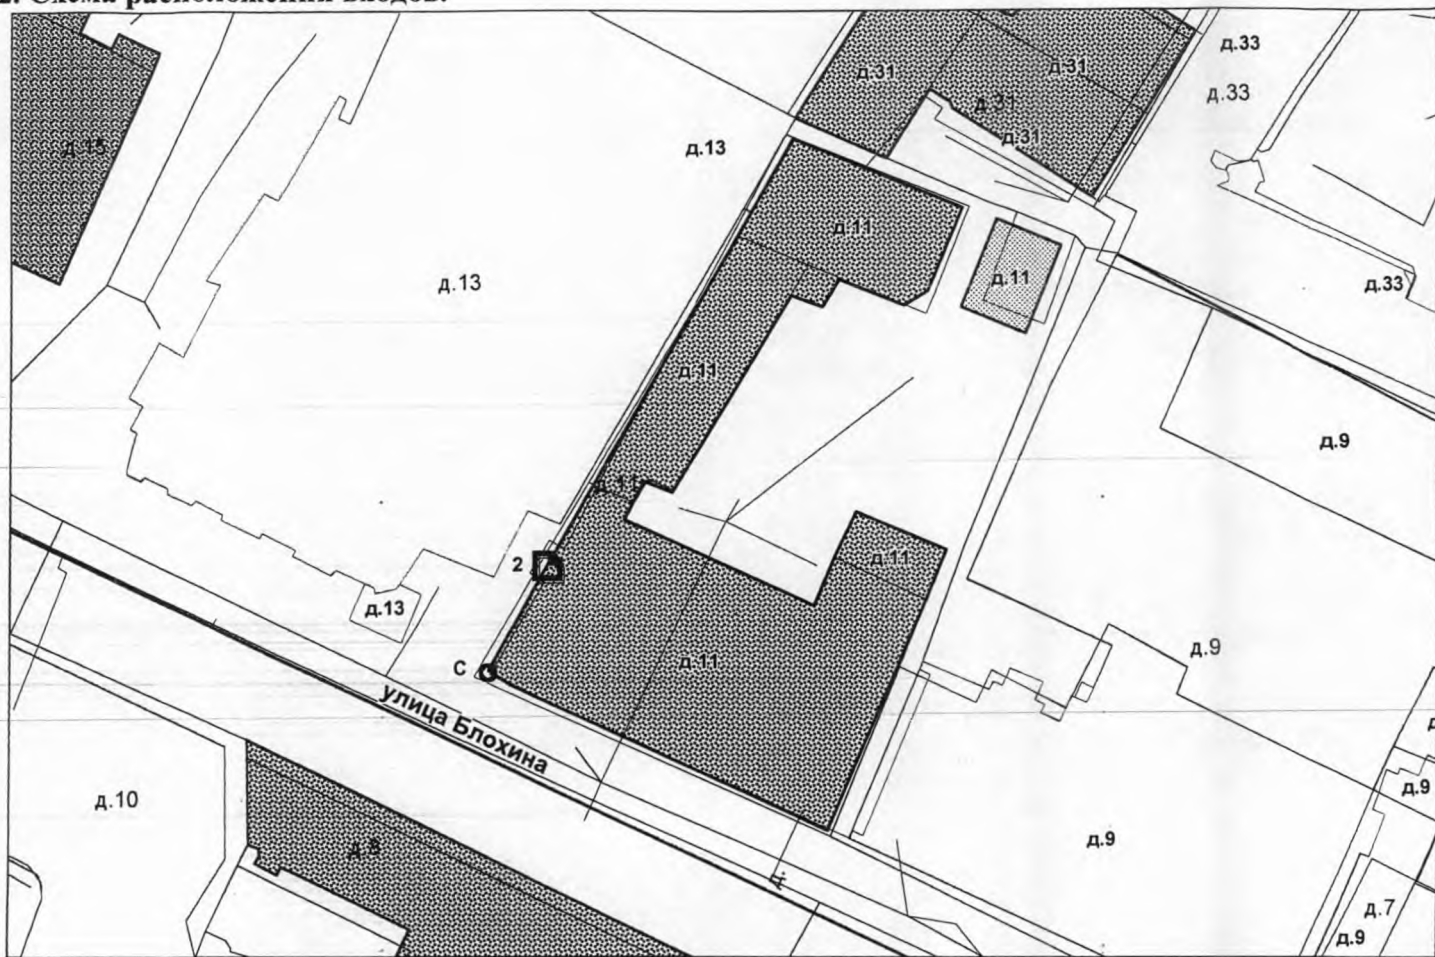 2. Схема расположения входов.
д.33
д.31
д.31
д.33
д.31
д.31
д.15
д.13
д.11
д.11
д.33
д.13
д.11
д.9
д.11
д.11
2
д.13
д.9
д.11
С
улица Блохина
д.9
д.10
д.9
д.8
д.7
д.9